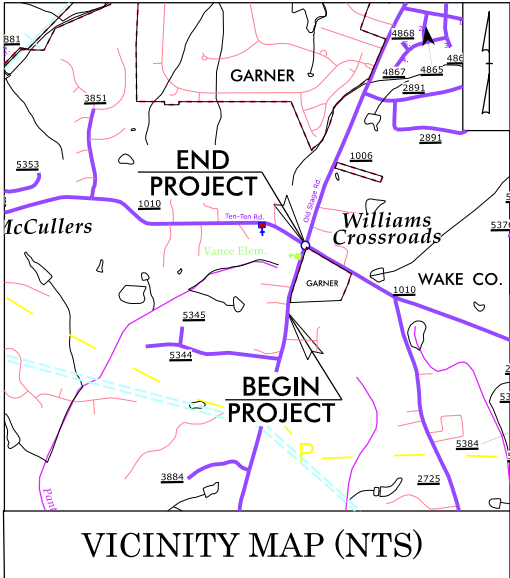 881
4868
4867
4865
486
2891
GARNER
3851
2891
5353
END
PROJECT
1006
1010
Ten-Ten Rd.
Old Stage Rd.
McCullers
Williams
Crossroads
537
Vance Elem.
GARNER
WAKE CO.
1010
5345
5344
BEGIN
PROJECT
P
5384
3884
2725
VICINITY MAP (NTS)